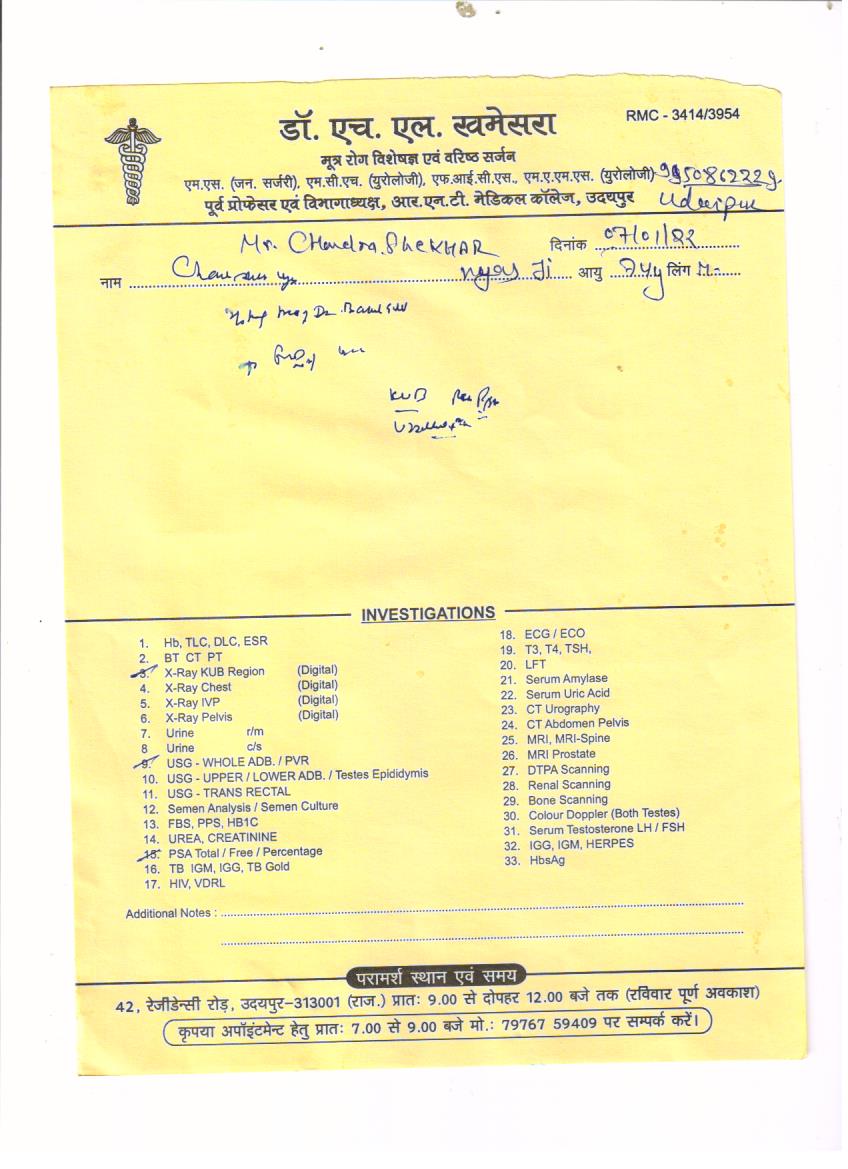 डॉ. एच. एल. खमेसरा
RMC - 3414/3954
मूत्र रोग विशेषज्ञ एवं वरिष्ठ सर्जन
एम.एस. (जन. सर्जरी), एम.सी.एच. (यूरोलोजी), एफ.आई.सी.एस., एम.ए.एम.एस. (यूरोलोजी) 9950862229.
पूर्व प्रोफेसर एवं विभागाध्यक्ष, आर.एन.टी. मेडिकल कॉलेज, उदयपुर Udaipur
Mr. CHandra SheKHAR दिनांक 07/01/22
नाम Ji आयु लिंग M-
KUB
INVESTIGATIONS
1. Hb, TLC, DLC, ESR
2. BT CT PT
3. X-Ray KUB Region (Digital)
4. X-Ray Chest (Digital)
5. X-Ray IVP (Digital)
6. X-Ray Pelvis (Digital)
7. Urine r/m
8 Urine c/s
9. USG - WHOLE ADB. / PVR
10. USG - UPPER / LOWER ADB. / Testes Epididymis
11. USG - TRANS RECTAL
12. Semen Analysis / Semen Culture
13. FBS, PPS, HB1C
14. UREA, CREATININE
15. PSA Total / Free / Percentage
16. TB IGM, IGG, TB Gold
17. HIV, VDRL
18. ECG / ECO
19. T3, T4, TSH,
20. LFT
21. Serum Amylase
22. Serum Uric Acid
23. CT Urography
24. CT Abdomen Pelvis
25. MRI, MRI-Spine
26. MRI Prostate
27. DTPA Scanning
28. Renal Scanning
29. Bone Scanning
30. Colour Doppler (Both Testes)
31. Serum Testosterone LH / FSH
32. IGG, IGM, HERPES
33. HbsAg
Additional Notes :
परामर्श स्थान एवं समय
42, रेजीडेन्सी रोड़, उदयपुर-313001 (राज.) प्रातः 9.00 से दोपहर 12.00 बजे तक (रविवार पूर्ण अवकाश)
कृपया अपॉइंटमेन्ट हेतु प्रातः 7.00 से 9.00 बजे मो.: 79767 59409 पर सम्पर्क करें।